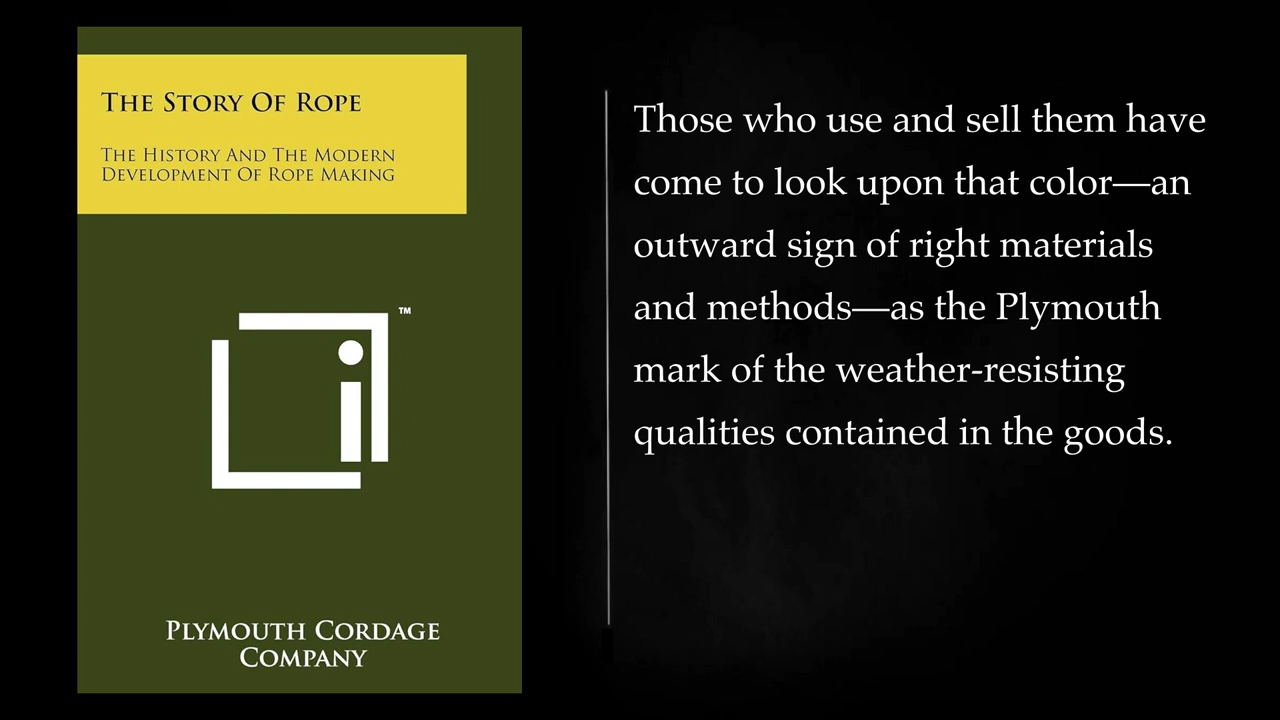 THE STORY OF ROPE
THE HISTORY AND THE MODERN
DEVELOPMENT OF ROPE MAKING
TM
i
PLYMOUTH CORDAGE
COMPANY
Those who use and sell them have
come to look upon that color—an
outward sign of right materials
and methods—as the Plymouth
mark of the weather-resisting
qualities contained in the goods.